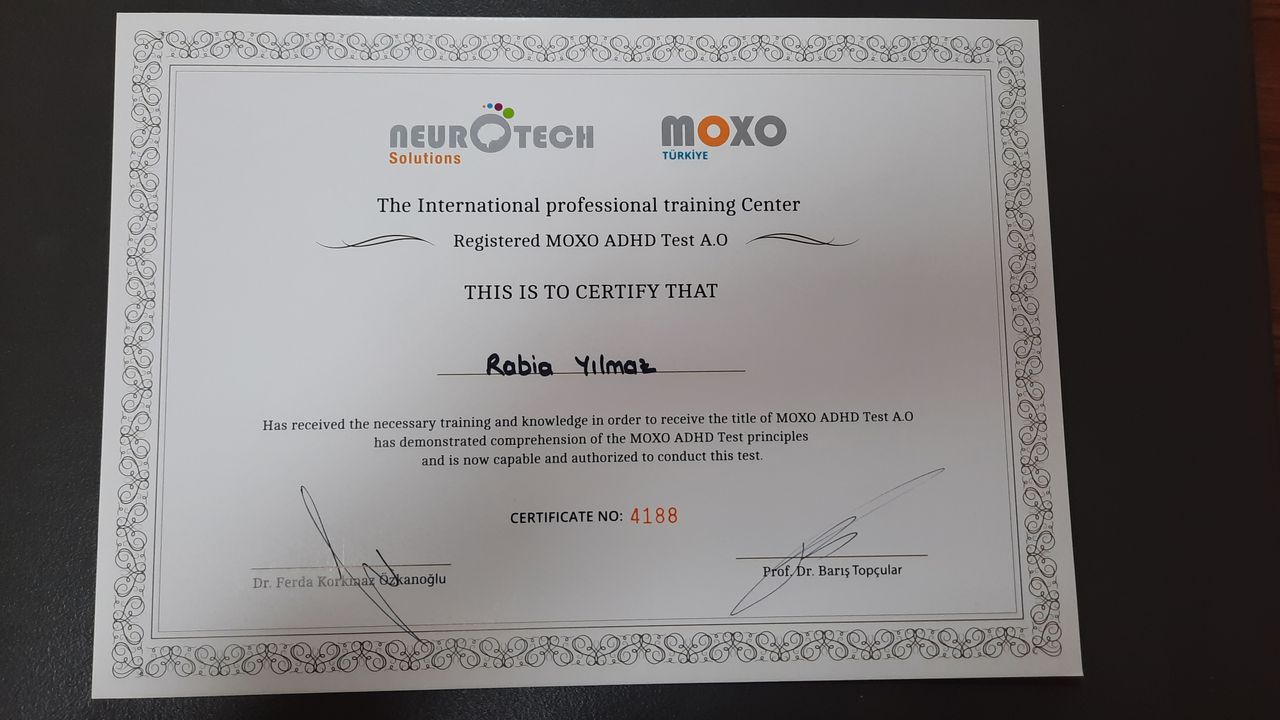 NEUROTECH
Solutions
MOXO
TÜRKİYE
The International professional training Center
Registered MOXO ADHD Test A.O
THIS IS TO CERTIFY THAT
Rabia Yılmaz
Has received the necessary training and knowledge in order to receive the title of MOXO ADHD Test A.O
has demonstrated comprehension of the MOXO ADHD Test principles
and is now capable and authorized to conduct this test.
CERTIFICATE NO: 4188
Dr. Ferda Korkmaz Özkanoğlu
Prof. Dr. Barış Topçular